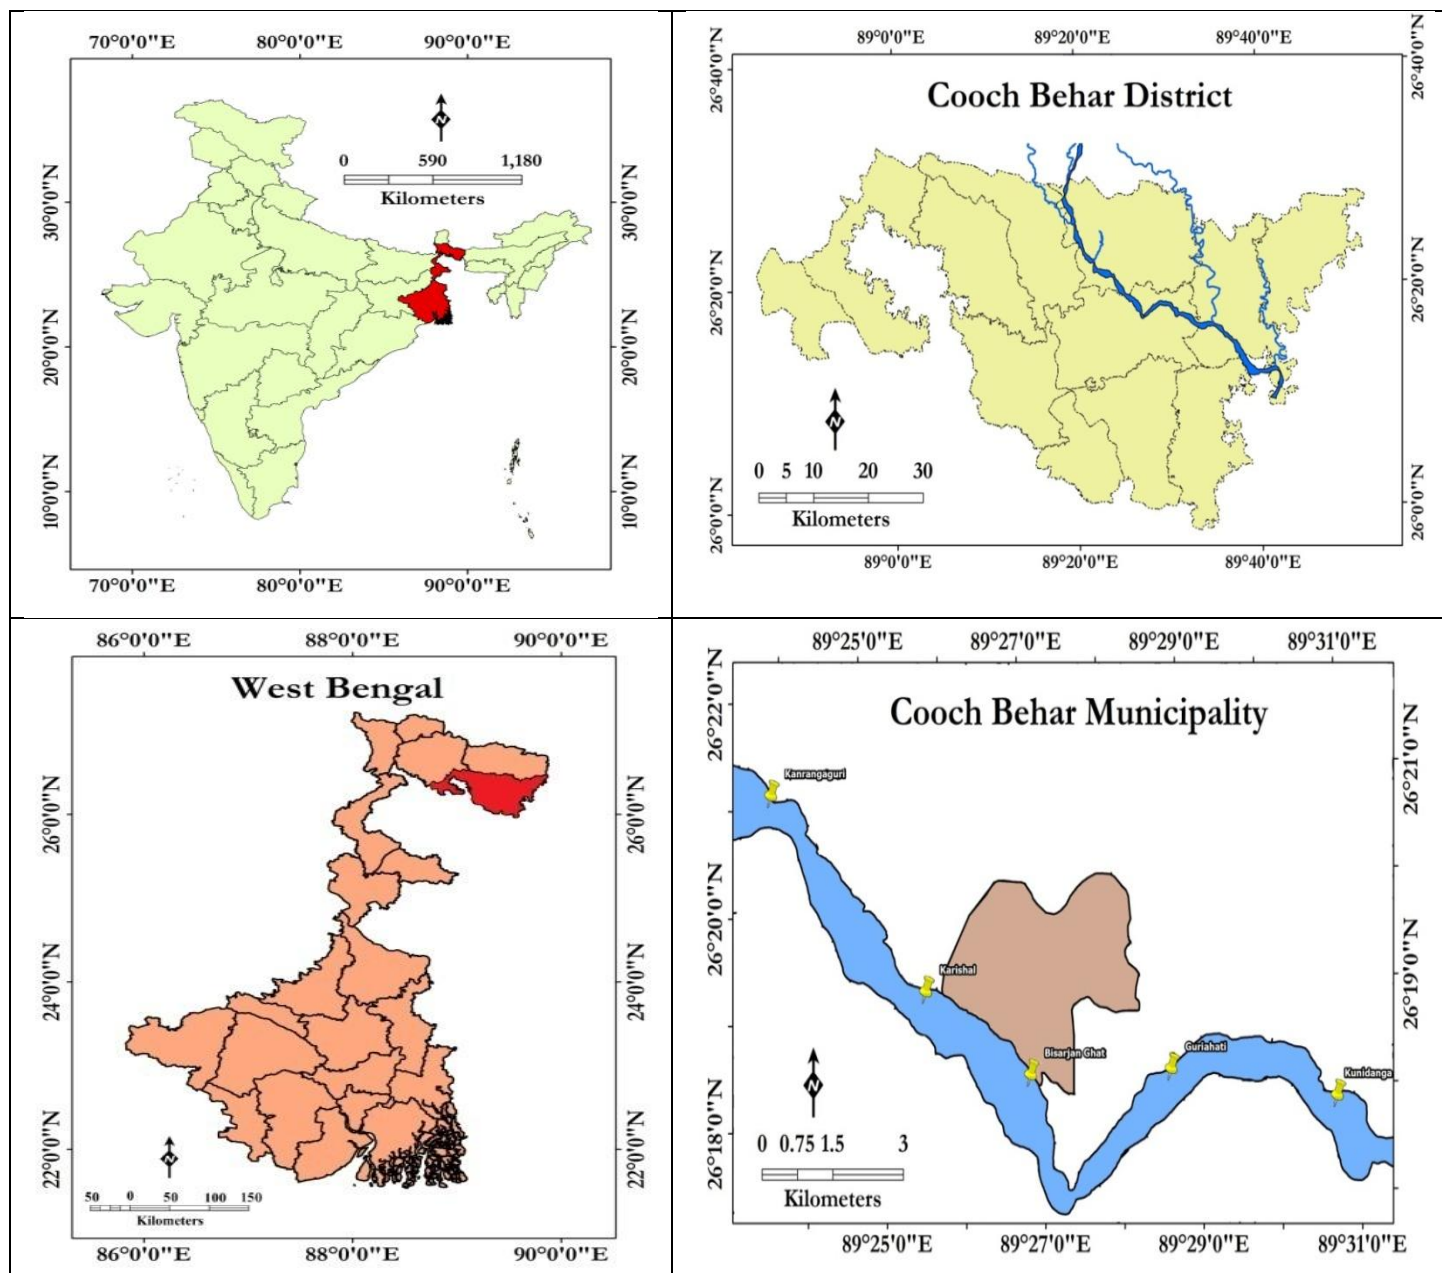 70°0'0"E 80°0'0"E 90°0'0"E
N
0 590 1,180
Kilometers
30°0'0"N 30°0'0"N
20°0'0"N 20°0'0"N
10°0'0"N 10°0'0"N
70°0'0"E 80°0'0"E 90°0'0"E
89°0'0"E 89°20'0"E 89°40'0"E
26°40'0"N 26°40'0"N
Cooch Behar District
26°20'0"N 26°20'0"N
N
0 5 10 20 30
Kilometers
26°0'0"N 26°0'0"N
89°0'0"E 89°20'0"E 89°40'0"E
86°0'0"E 88°0'0"E 90°0'0"E
West Bengal
26°0'0"N 26°0'0"N
24°0'0"N 24°0'0"N
22°0'0"N 22°0'0"N
N
50 0 50 100 150
Kilometers
86°0'0"E 88°0'0"E 90°0'0"E
89°25'0"E 89°27'0"E 89°29'0"E 89°31'0"E
26°22'0"N
Cooch Behar Municipality
26°21'0"N
Kanrangaguri
26°20'0"N
Karishal
26°19'0"N
Bisarjan Ghat
Guriahati
Kunidanga
26°18'0"N
N
0 0.75 1.5 3
Kilometers
89°25'0"E 89°27'0"E 89°29'0"E 89°31'0"E